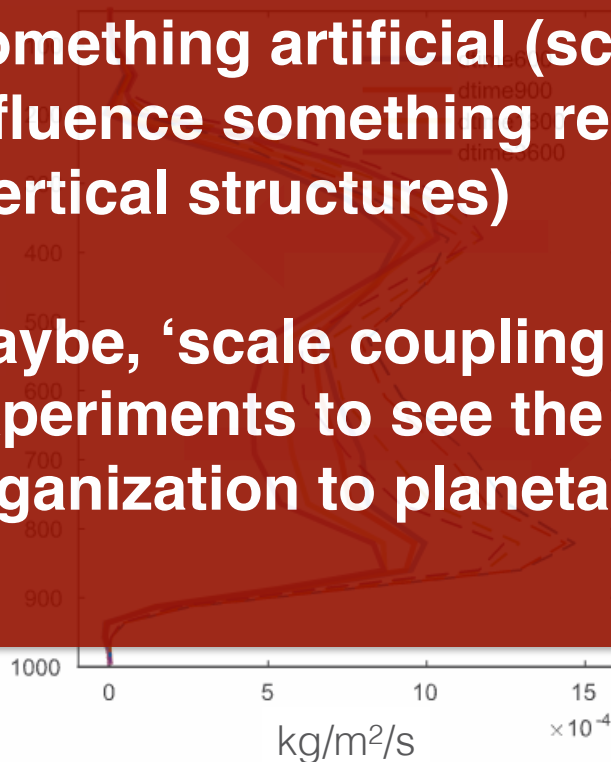 omething artificial (sc
fluence something re
ertical structures)
aybe, ‘scale coupling
periments to see the
ganization to planeta
dtime900
400
600
700
800
900
1000
0 5 10 15
×10⁻⁴
kg/m²/s